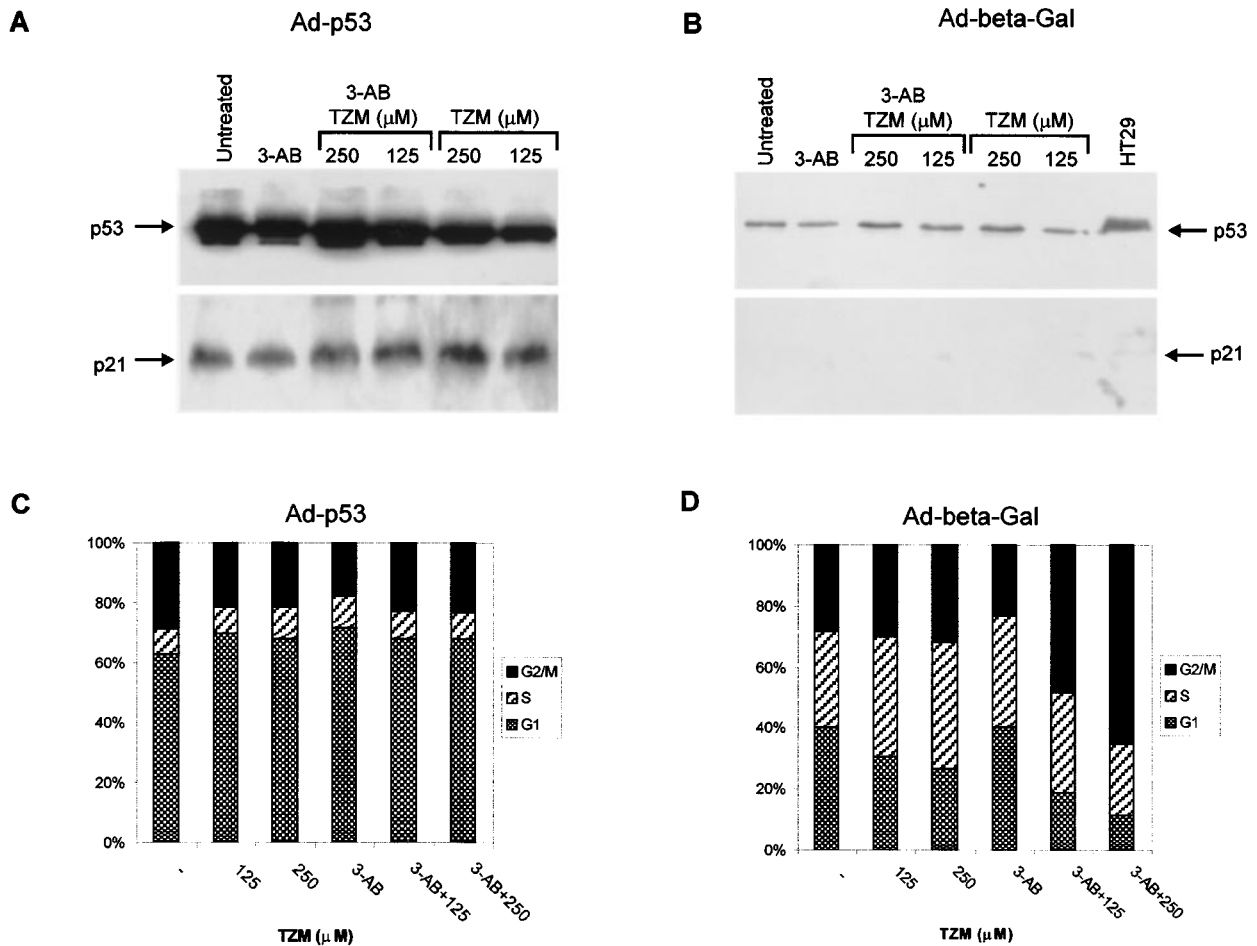 A
Ad-p53
Untreated
3-AB
3-AB
TZM (μM)
250
125
TZM (μM)
250
125
p53
p21
B
Ad-beta-Gal
Untreated
3-AB
3-AB
TZM (μM)
250
125
TZM (μM)
250
125
HT29
p53
p21
C
Ad-p53
100%
80%
60%
40%
20%
0%
-
125
250
3-AB
3-AB+125
3-AB+250
TZM (μM)
G2/M
S
G1
D
Ad-beta-Gal
100%
80%
60%
40%
20%
0%
-
125
250
3-AB
3-AB+125
3-AB+250
TZM (μM)
G2/M
S
G1